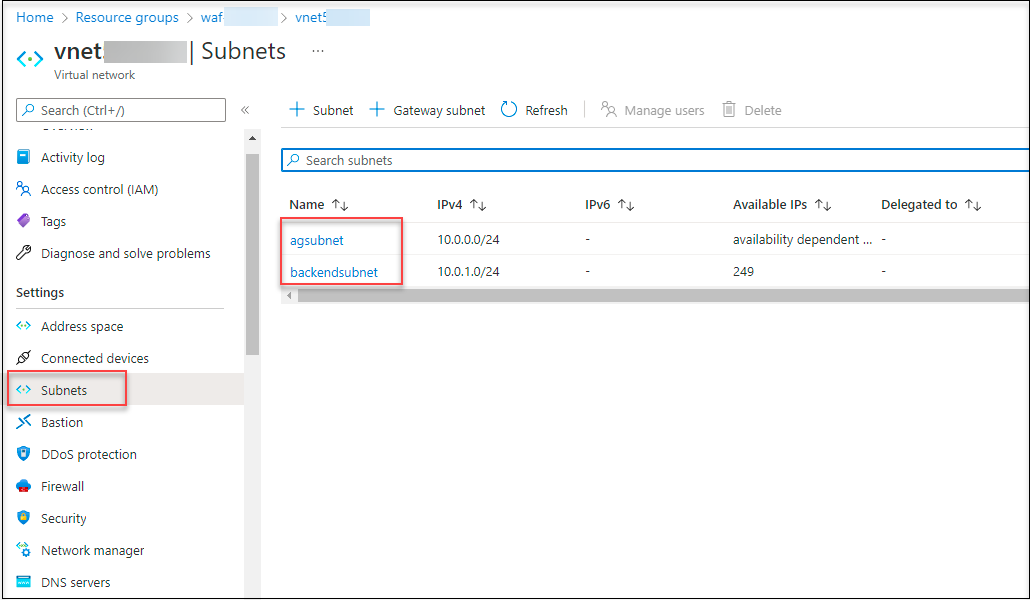 Home > Resource groups > waf- > vnet5
vnet | Subnets ...
Virtual network
Search (Ctrl+/) «
+ Subnet + Gateway subnet Refresh Manage users Delete
Overview
Activity log
Access control (IAM)
Tags
Diagnose and solve problems
Settings
Address space
Connected devices
Subnets
Bastion
DDoS protection
Firewall
Security
Network manager
DNS servers
Search subnets
Name ↑↓ IPv4 ↑↓ IPv6 ↑↓ Available IPs ↑↓ Delegated to ↑↓
agsubnet 10.0.0.0/24 - availability dependent ... -
backendsubnet 10.0.1.0/24 - 249 -